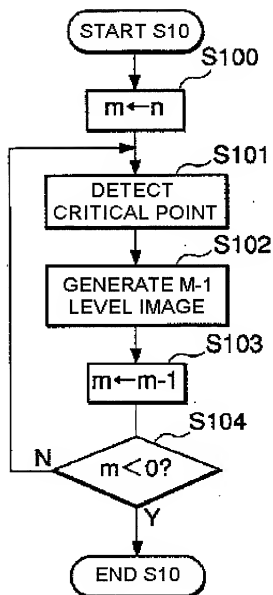 START S10
S100
m←n
S101
DETECT
CRITICAL POINT
S102
GENERATE M-1
LEVEL IMAGE
S103
m←m-1
S104
N
m<0?
Y
END S10